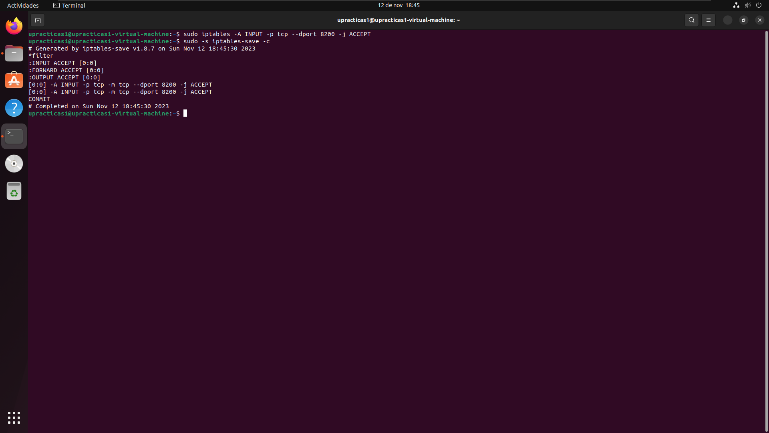 Actividades
Terminal
12 de nov 18:45
upracticas1@upracticas1-virtual-machine: ~
upracticas1@upracticas1-virtual-machine:~$ sudo iptables -A INPUT -p tcp --dport 8200 -j ACCEPT
upracticas1@upracticas1-virtual-machine:~$ sudo -s iptables-save -c
# Generated by iptables-save v1.8.7 on Sun Nov 12 18:45:30 2023
*filter
:INPUT ACCEPT [0:0]
:FORWARD ACCEPT [0:0]
:OUTPUT ACCEPT [0:0]
[0:0] -A INPUT -p tcp -m tcp --dport 8200 -j ACCEPT
[0:0] -A INPUT -p tcp -m tcp --dport 8200 -j ACCEPT
COMMIT
# Completed on Sun Nov 12 18:45:30 2023
upracticas1@upracticas1-virtual-machine:~$